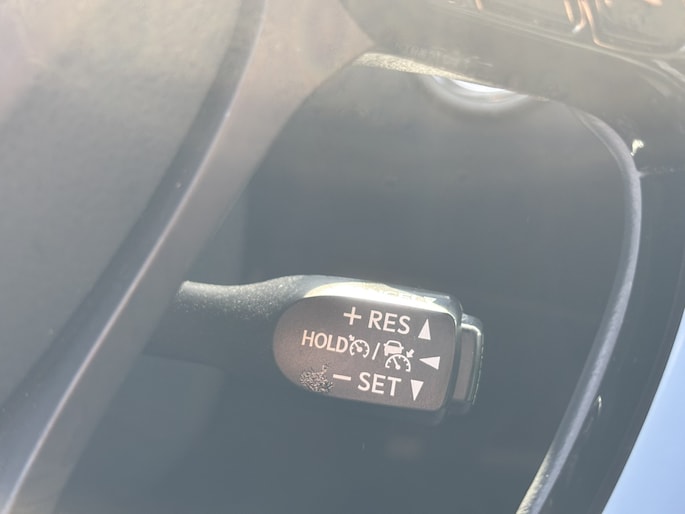 + RES ▲
HOLD / ◀
− SET ▼